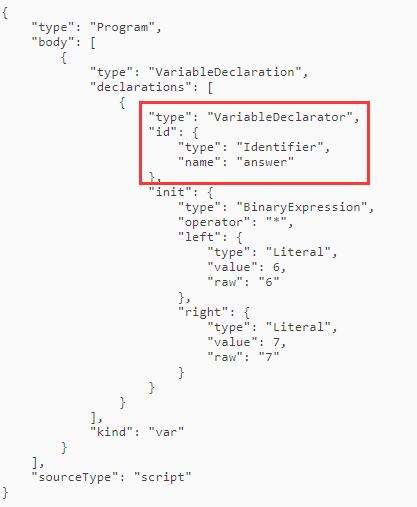 {
    "type": "Program",
    "body": [
        {
            "type": "VariableDeclaration",
            "declarations": [
                {
                    "type": "VariableDeclarator",
                    "id": {
                        "type": "Identifier",
                        "name": "answer"
                    },
                    "init": {
                        "type": "BinaryExpression",
                        "operator": "*",
                        "left": {
                            "type": "Literal",
                            "value": 6,
                            "raw": "6"
                        },
                        "right": {
                            "type": "Literal",
                            "value": 7,
                            "raw": "7"
                        }
                    }
                }
            ],
            "kind": "var"
        }
    ],
    "sourceType": "script"
}